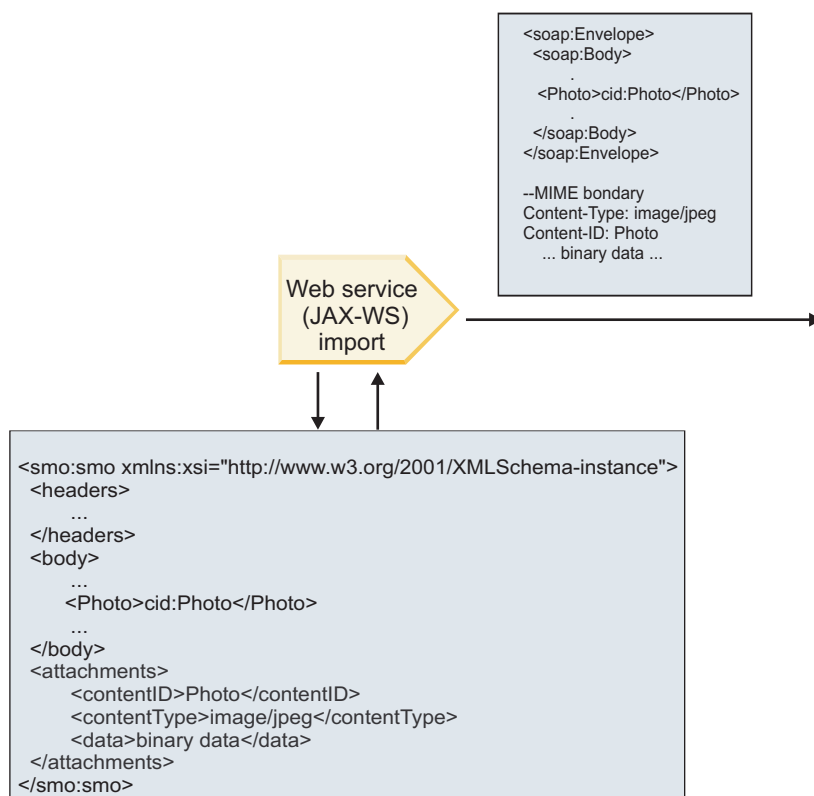 <soap:Envelope>
<soap:Body>
.
<Photo>cid:Photo</Photo>
.
</soap:Body>
</soap:Envelope>
--MIME bondary
Content-Type: image/jpeg
Content-ID: Photo
... binary data ...
Web service
(JAX-WS)
import
<smo:smo xmlns:xsi="http://www.w3.org/2001/XMLSchema-instance">
<headers>
...
</headers>
<body>
...
<Photo>cid:Photo</Photo>
...
</body>
<attachments>
<contentID>Photo</contentID>
<contentType>image/jpeg</contentType>
<data>binary data</data>
</attachments>
</smo:smo>